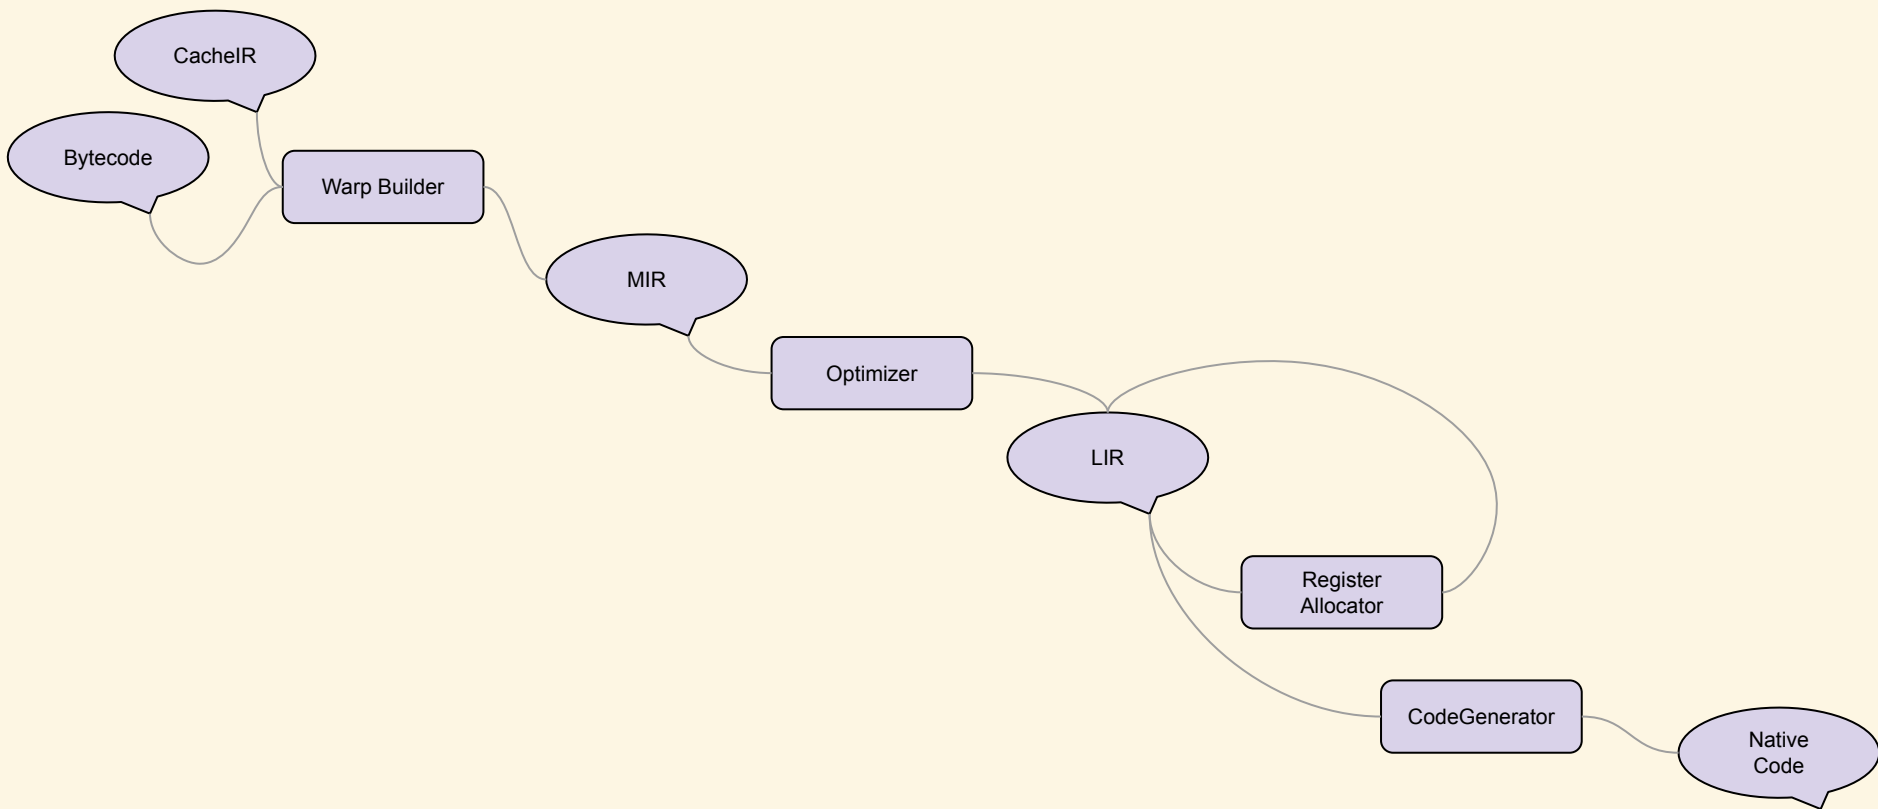 CacheIR
Bytecode
Warp Builder
MIR
Optimizer
LIR
Register
Allocator
CodeGenerator
Native
Code